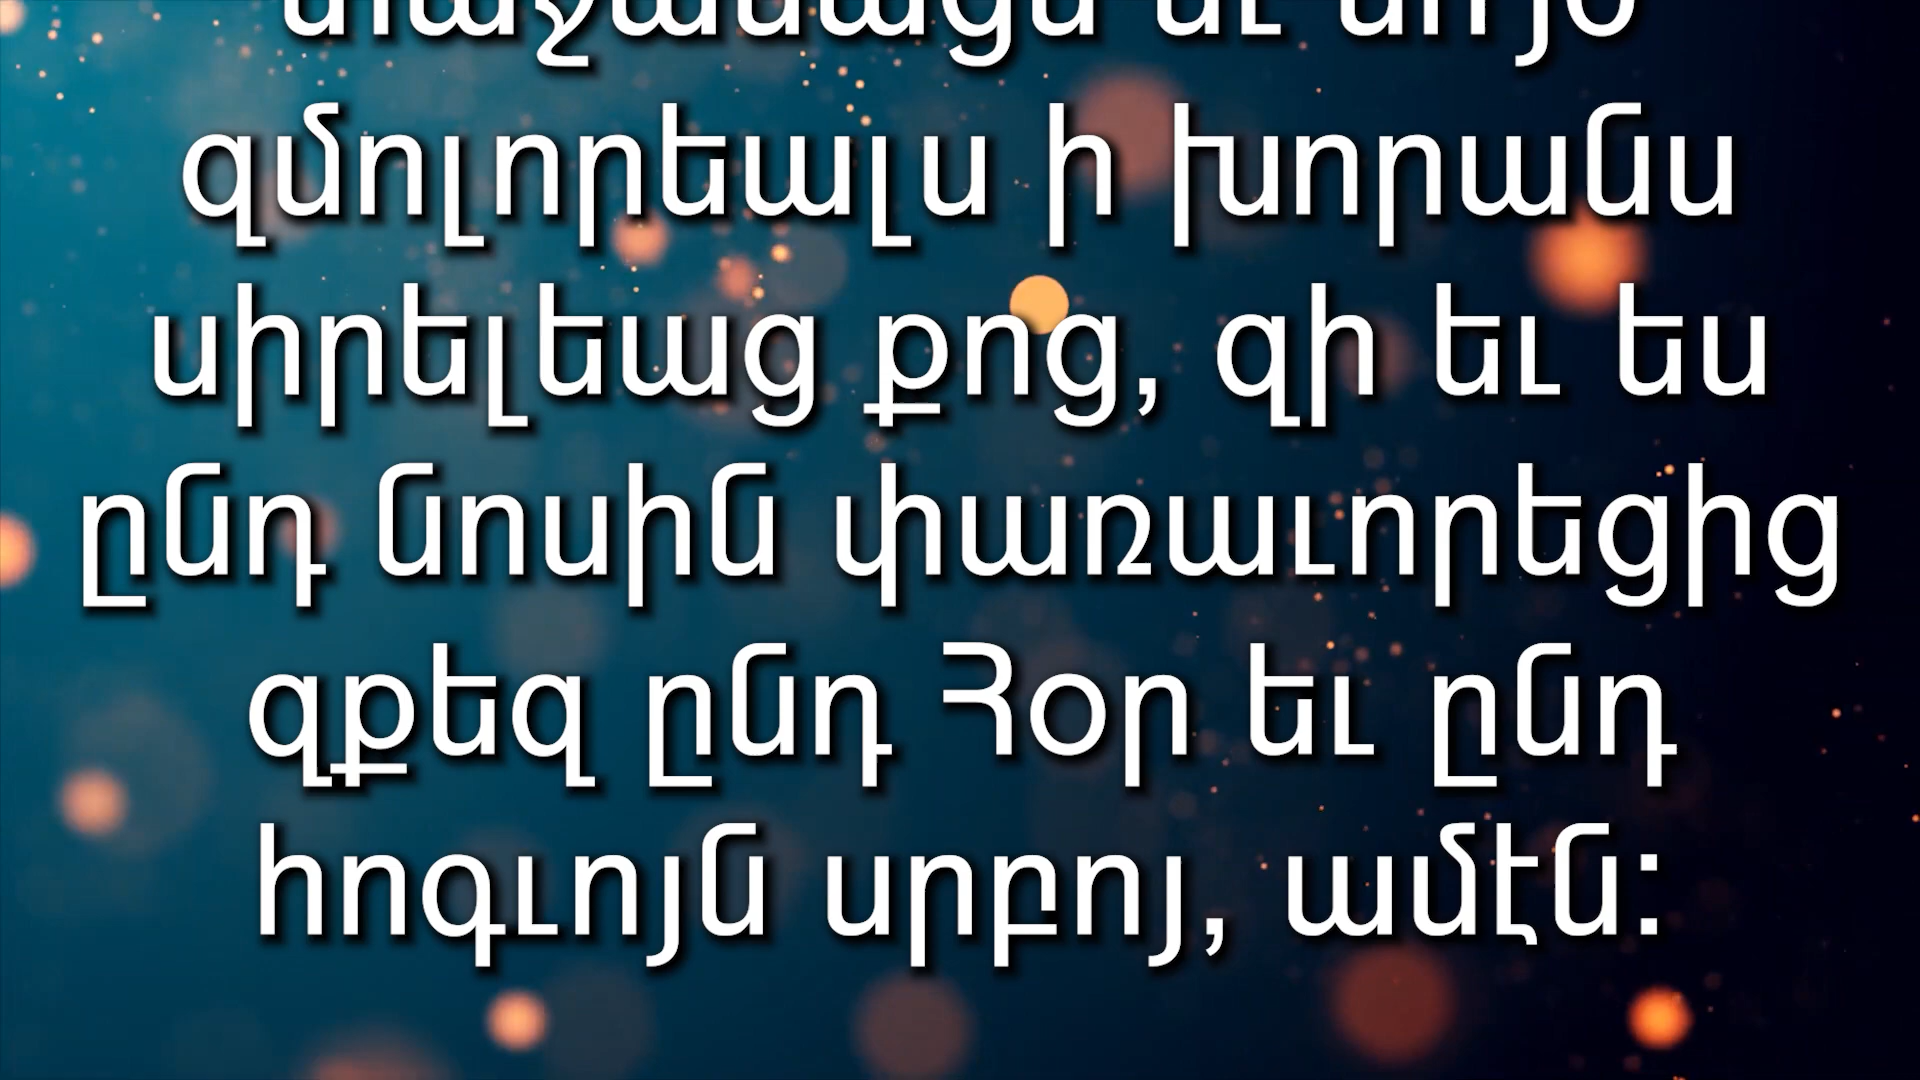 զմոլորեալս ի խորանս
սիրելեաց քոց, զի եւ ես
ընդ նոսին փառաւորեցից
զքեզ ընդ Հօր եւ ընդ
հոգւոյն սրբոյ, ամէն: